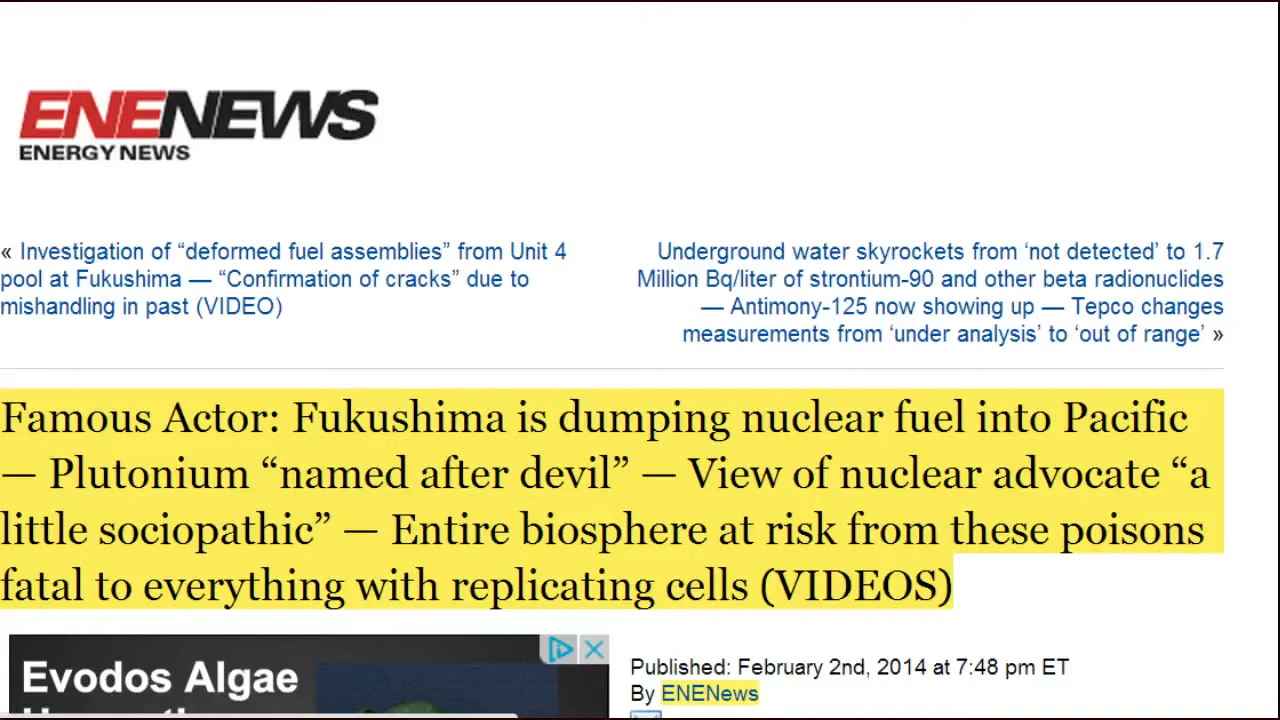 ENENEWS
ENERGY NEWS
« Investigation of “deformed fuel assemblies” from Unit 4
pool at Fukushima — “Confirmation of cracks” due to
mishandling in past (VIDEO)
Underground water skyrockets from ‘not detected’ to 1.7
Million Bq/liter of strontium-90 and other beta radionuclides
— Antimony-125 now showing up — Tepco changes
measurements from ‘under analysis’ to ‘out of range’ »
Famous Actor: Fukushima is dumping nuclear fuel into Pacific
— Plutonium “named after devil” — View of nuclear advocate “a
little sociopathic” — Entire biosphere at risk from these poisons
fatal to everything with replicating cells (VIDEOS)
Evodos Algae
Published: February 2nd, 2014 at 7:48 pm ET
By ENENews